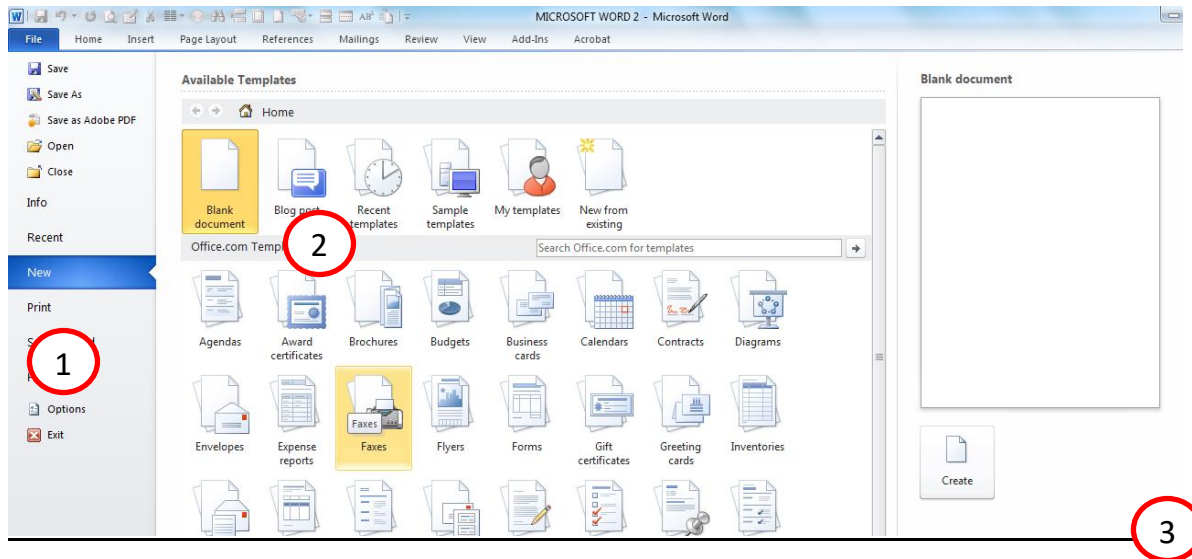 MICROSOFT WORD 2 - Microsoft Word
File Home Insert Page Layout References Mailings Review View Add-Ins Acrobat
Save
Save As
Save as Adobe PDF
Open
Close
Info
Recent
New
Print
1
Options
Exit
Available Templates
Home
Blank document
Blog post
Recent templates
Sample templates
My templates
New from existing
2
Office.com
Search Office.com for templates
Agendas
Award certificates
Brochures
Budgets
Business cards
Calendars
Contracts
Diagrams
Envelopes
Expense reports
Faxes
Faxes
Flyers
Forms
Gift certificates
Greeting cards
Inventories
Blank document
Create
3